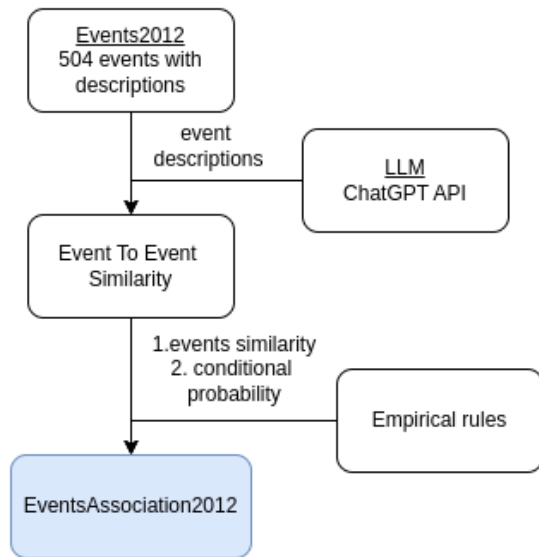 Events2012
504 events with
descriptions
event
descriptions
LLM
ChatGPT API
Event To Event
Similarity
1.events similarity
2. conditional
probability
Empirical rules
EventsAssociation2012